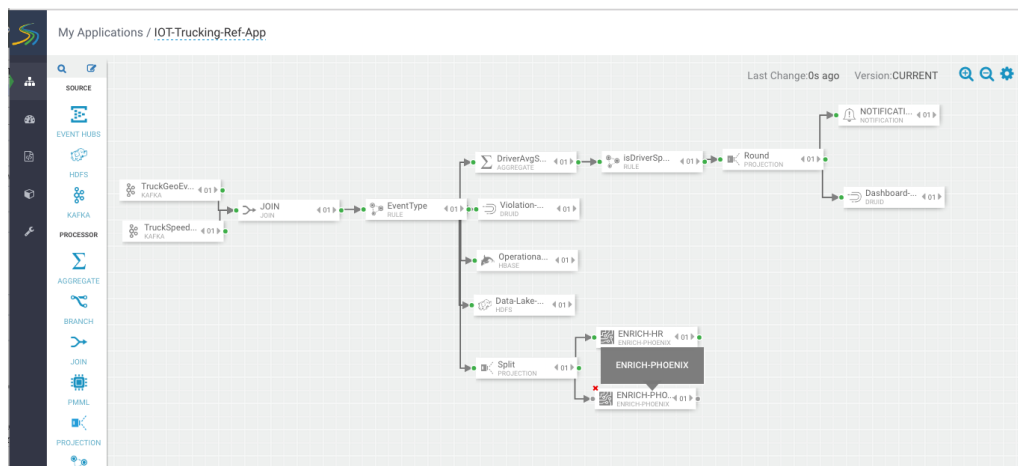 My Applications / IOT-Trucking-Ref-App
Last Change:0s ago Version:CURRENT
SOURCE
EVENT HUBS
HDFS
KAFKA
PROCESSOR
AGGREGATE
BRANCH
JOIN
PMML
PROJECTION
TruckGeoEv... 01
KAFKA
TruckSpeed... 01
KAFKA
JOIN 01
JOIN
EventType 01
RULE
DriverAvgS... 01
AGGREGATE
isDriverSp... 01
RULE
Round 01
PROJECTION
NOTIFICATI... 01
NOTIFICATION
Dashboard-... 01
DRUID
Violation-... 01
DRUID
Operationa... 01
HBASE
Data-Lake-... 01
HDFS
Split 01
PROJECTION
ENRICH-HR 01
ENRICH-PHOENIX
ENRICH-PHOENIX
ENRICH-PHO... 01
ENRICH-PHOENIX